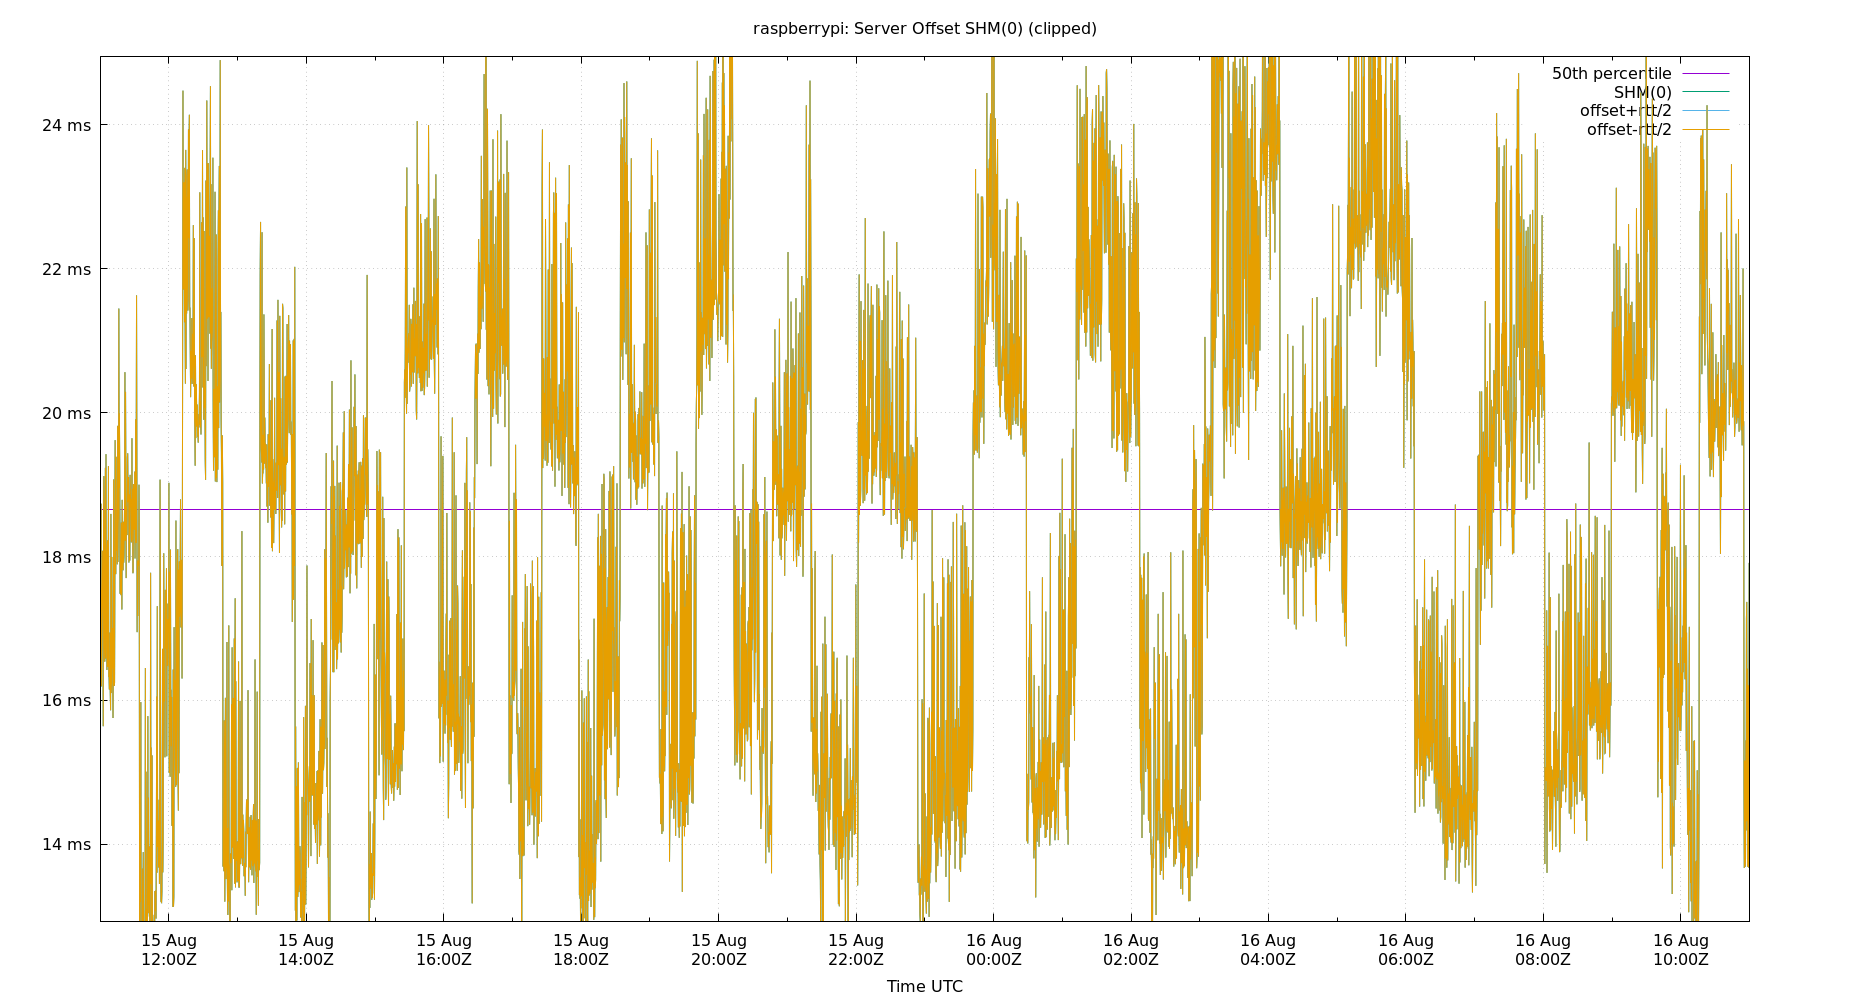 raspberrypi: Server Offset SHM(0) (clipped)
50th percentile
SHM(0)
offset+rtt/2
offset-rtt/2
24 ms
22 ms
20 ms
18 ms
16 ms
14 ms
15 Aug 15 Aug 15 Aug 15 Aug 15 Aug 15 Aug 16 Aug 16 Aug 16 Aug 16 Aug 16 Aug 16 Aug
12:00Z 14:00Z 16:00Z 18:00Z 20:00Z 22:00Z 00:00Z 02:00Z 04:00Z 06:00Z 08:00Z 10:00Z
Time UTC